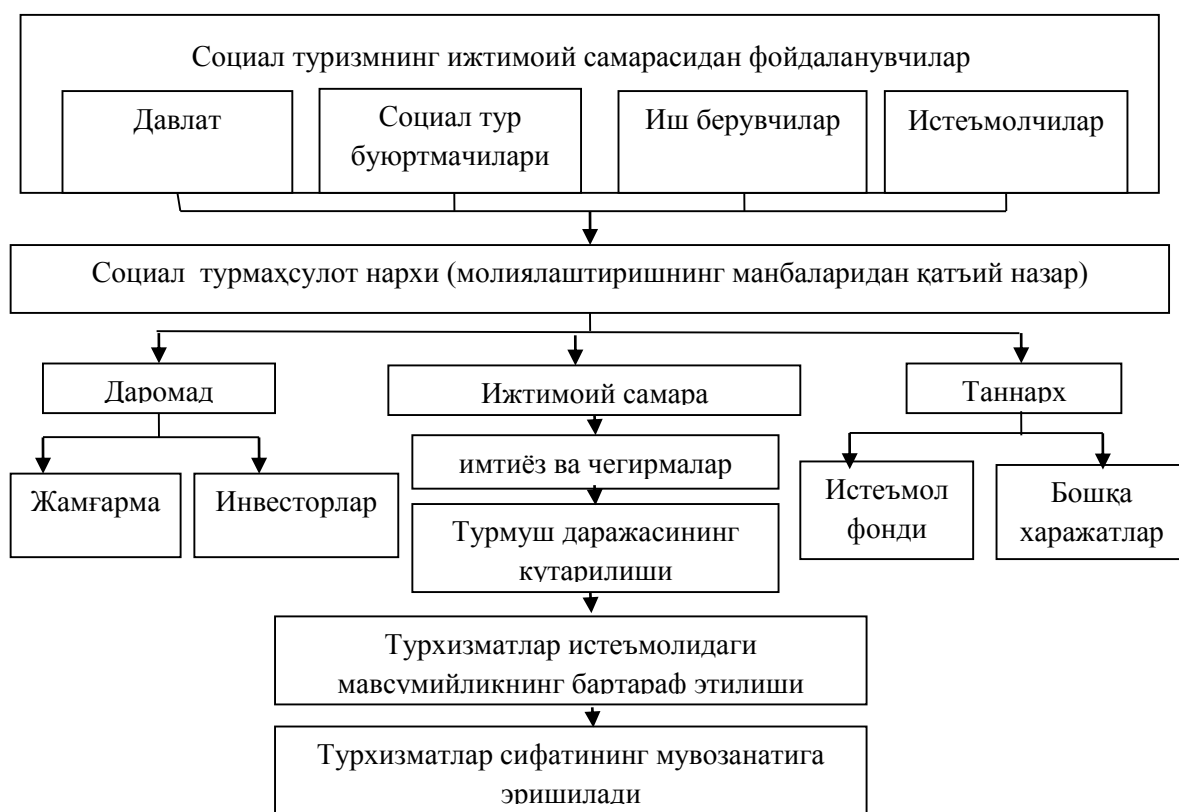 Социал туризмнинг ижтимоий самарасидан фойдаланувчилар
Давлат
Социал тур
буюртмачилари
Иш берувчилар
Истеъмолчилар
Социал турмаҳсулот нархи (молиялаштиришнинг манбаларидан қатъий назар)
Даромад
Ижтимоий самара
Таннарх
Жамғарма
Инвесторлар
имтиёз ва чегирмалар
Истеъмол
фонди
Бошқа
харажатлар
Турмуш даражасининг
кутарилиши
Турхизматлар истеъмолидаги
мавсумийликнинг бартараф этилиши
Турхизматлар сифатининг мувозанатига
эришилади